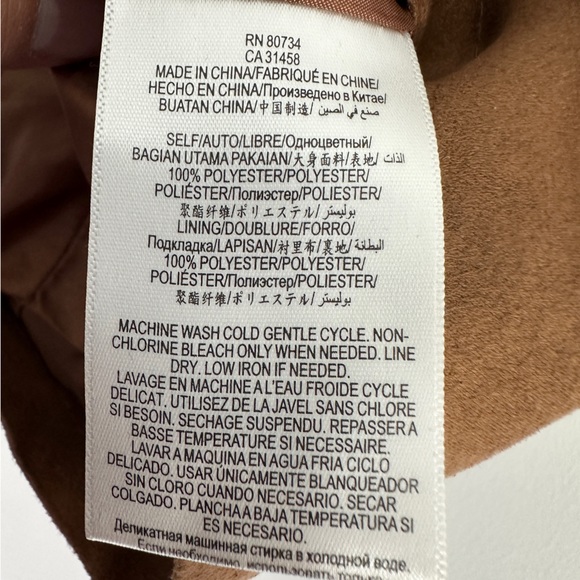 RN 80734
CA 31458
MADE IN CHINA/FABRIQUÉ EN CHINE/
HECHO EN CHINA/Произведено в Китае/
BUATAN CHINA/中国制造/صنع في الصين
SELF/AUTO/LIBRE/Одноцветный/
BAGIAN UTAMA PAKAIAN/大身面料/表地/الذات
100% POLYESTER/POLYESTER/
POLIÉSTER/Полиэстер/POLIESTER/
聚酯纤维/ポリエステル/بوليستر
LINING/DOUBLURE/FORRO/
Подкладка/LAPISAN/衬里布/裏地/البطانة
100% POLYESTER/POLYESTER/
POLIÉSTER/Полиэстер/POLIESTER/
聚酯纤维/ポリエステル/بوليستر
MACHINE WASH COLD GENTLE CYCLE. NON-
CHLORINE BLEACH ONLY WHEN NEEDED. LINE
DRY. LOW IRON IF NEEDED.
LAVAGE EN MACHINE A L'EAU FROIDE CYCLE
DELICAT. UTILISEZ DE LA JAVEL SANS CHLORE
SI BESOIN. SECHAGE SUSPENDU. REPASSER A
BASSE TEMPERATURE SI NECESSAIRE.
LAVAR A MAQUINA EN AGUA FRIA CICLO
DELICADO. USAR ÚNICAMENTE BLANQUEADOR
SIN CLORO CUANDO NECESARIO. SECAR
COLGADO. PLANCHA A BAJA TEMPERATURA SI
ES NECESARIO.
Деликатная машинная стирка в холодной воде.
Если необходимо, использовать только